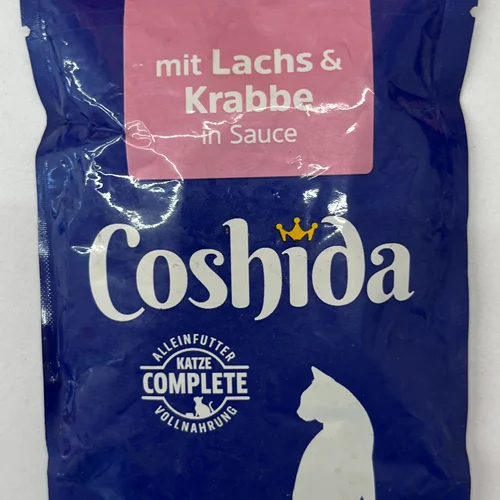 mit Lachs &
Krabbe
in Sauce
Coshida
ALLEINFUTTER
KATZE
COMPLETE
VOLLNAHRUNG